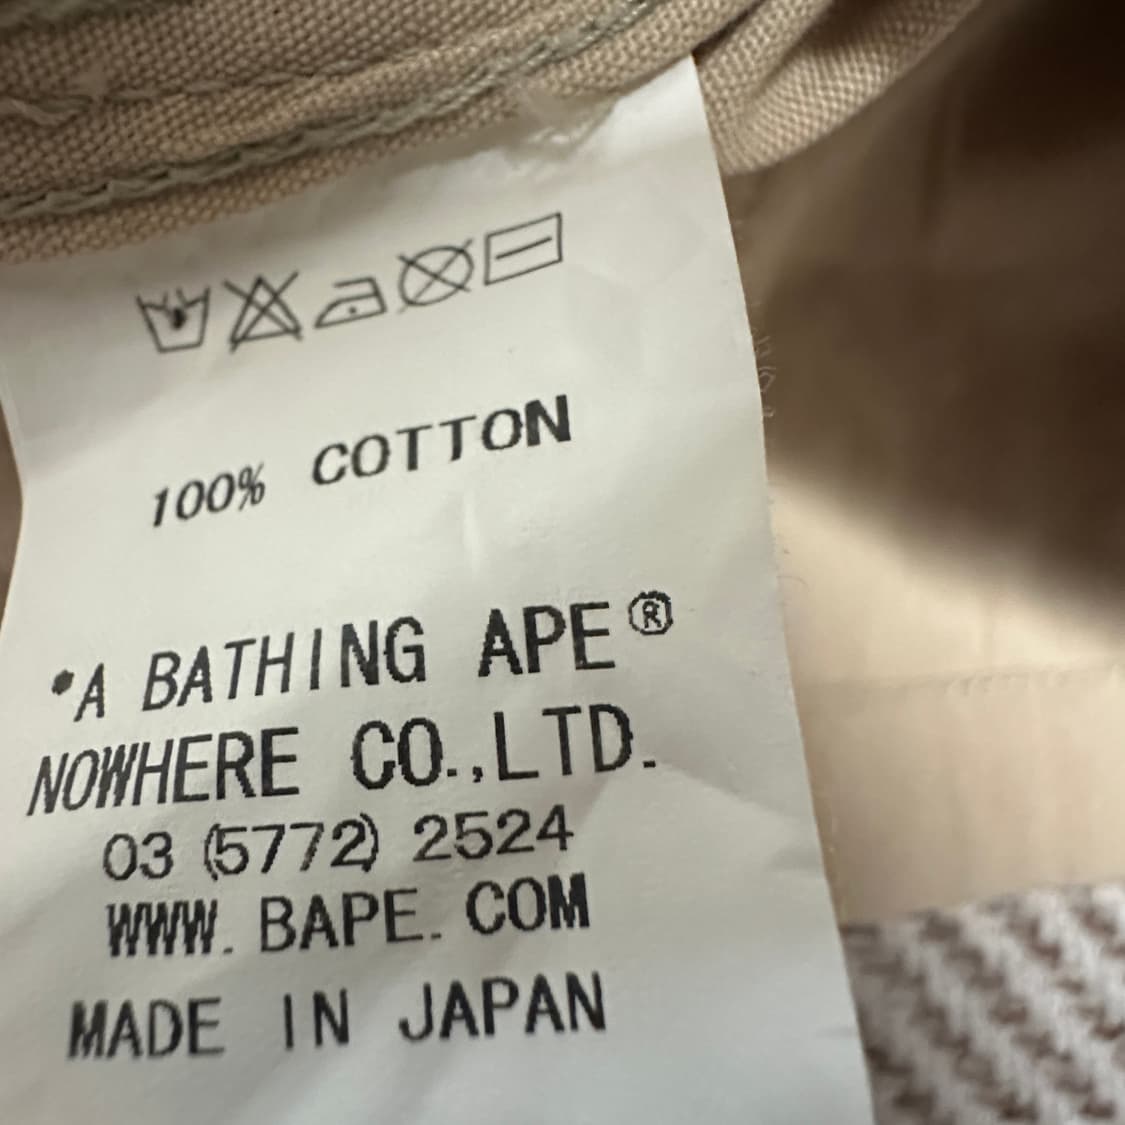 100% COTTON
*A BATHING APE®
NOWHERE CO.,LTD.
03 (5772) 2524
WWW. BAPE. COM
MADE IN JAPAN